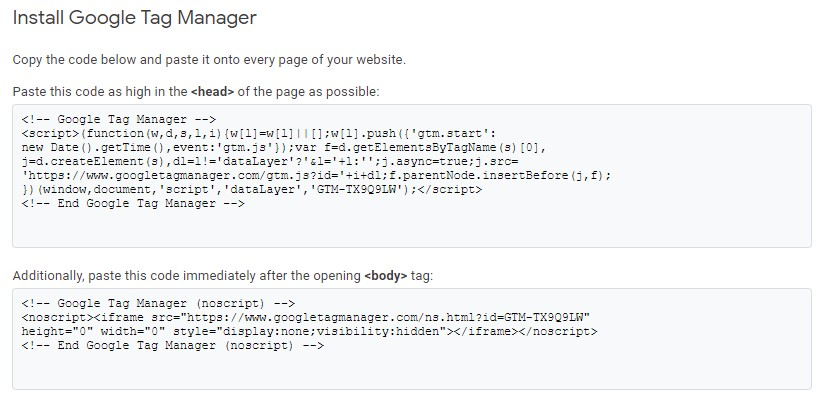 Install Google Tag Manager
Copy the code below and paste it onto every page of your website.
Paste this code as high in the <head> of the page as possible:
<!-- Google Tag Manager -->
<script>(function(w,d,s,l,i){w[l]=w[l]||[];w[l].push({'gtm.start':
new Date().getTime(),event:'gtm.js'});var f=d.getElementsByTagName(s)[0],
j=d.createElement(s),dl=l!='dataLayer'?'&l='+l:'';j.async=true;j.src=
'https://www.googletagmanager.com/gtm.js?id='+i+dl;f.parentNode.insertBefore(j,f);
})(window,document,'script','dataLayer','GTM-TX9Q9LW');</script>
<!-- End Google Tag Manager -->
Additionally, paste this code immediately after the opening <body> tag:
<!-- Google Tag Manager (noscript) -->
<noscript><iframe src="https://www.googletagmanager.com/ns.html?id=GTM-TX9Q9LW"
height="0" width="0" style="display:none;visibility:hidden"></iframe></noscript>
<!-- End Google Tag Manager (noscript) -->